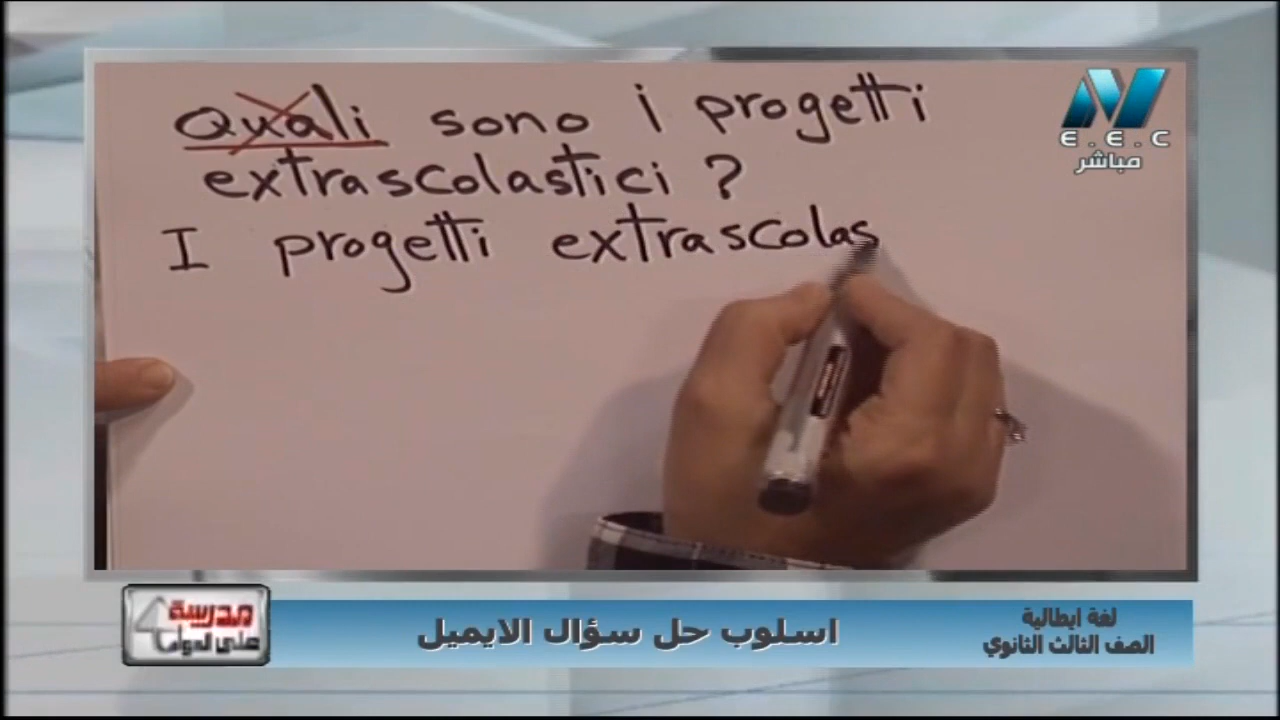 Quali sono i progetti
extrascolastici ?
I progetti extrascolas
E.E.C
مباشر
مدرسة
على الهواء 4
اسلوب حل سؤال الايميل
لغة ايطالية
الصف الثالث الثانوي